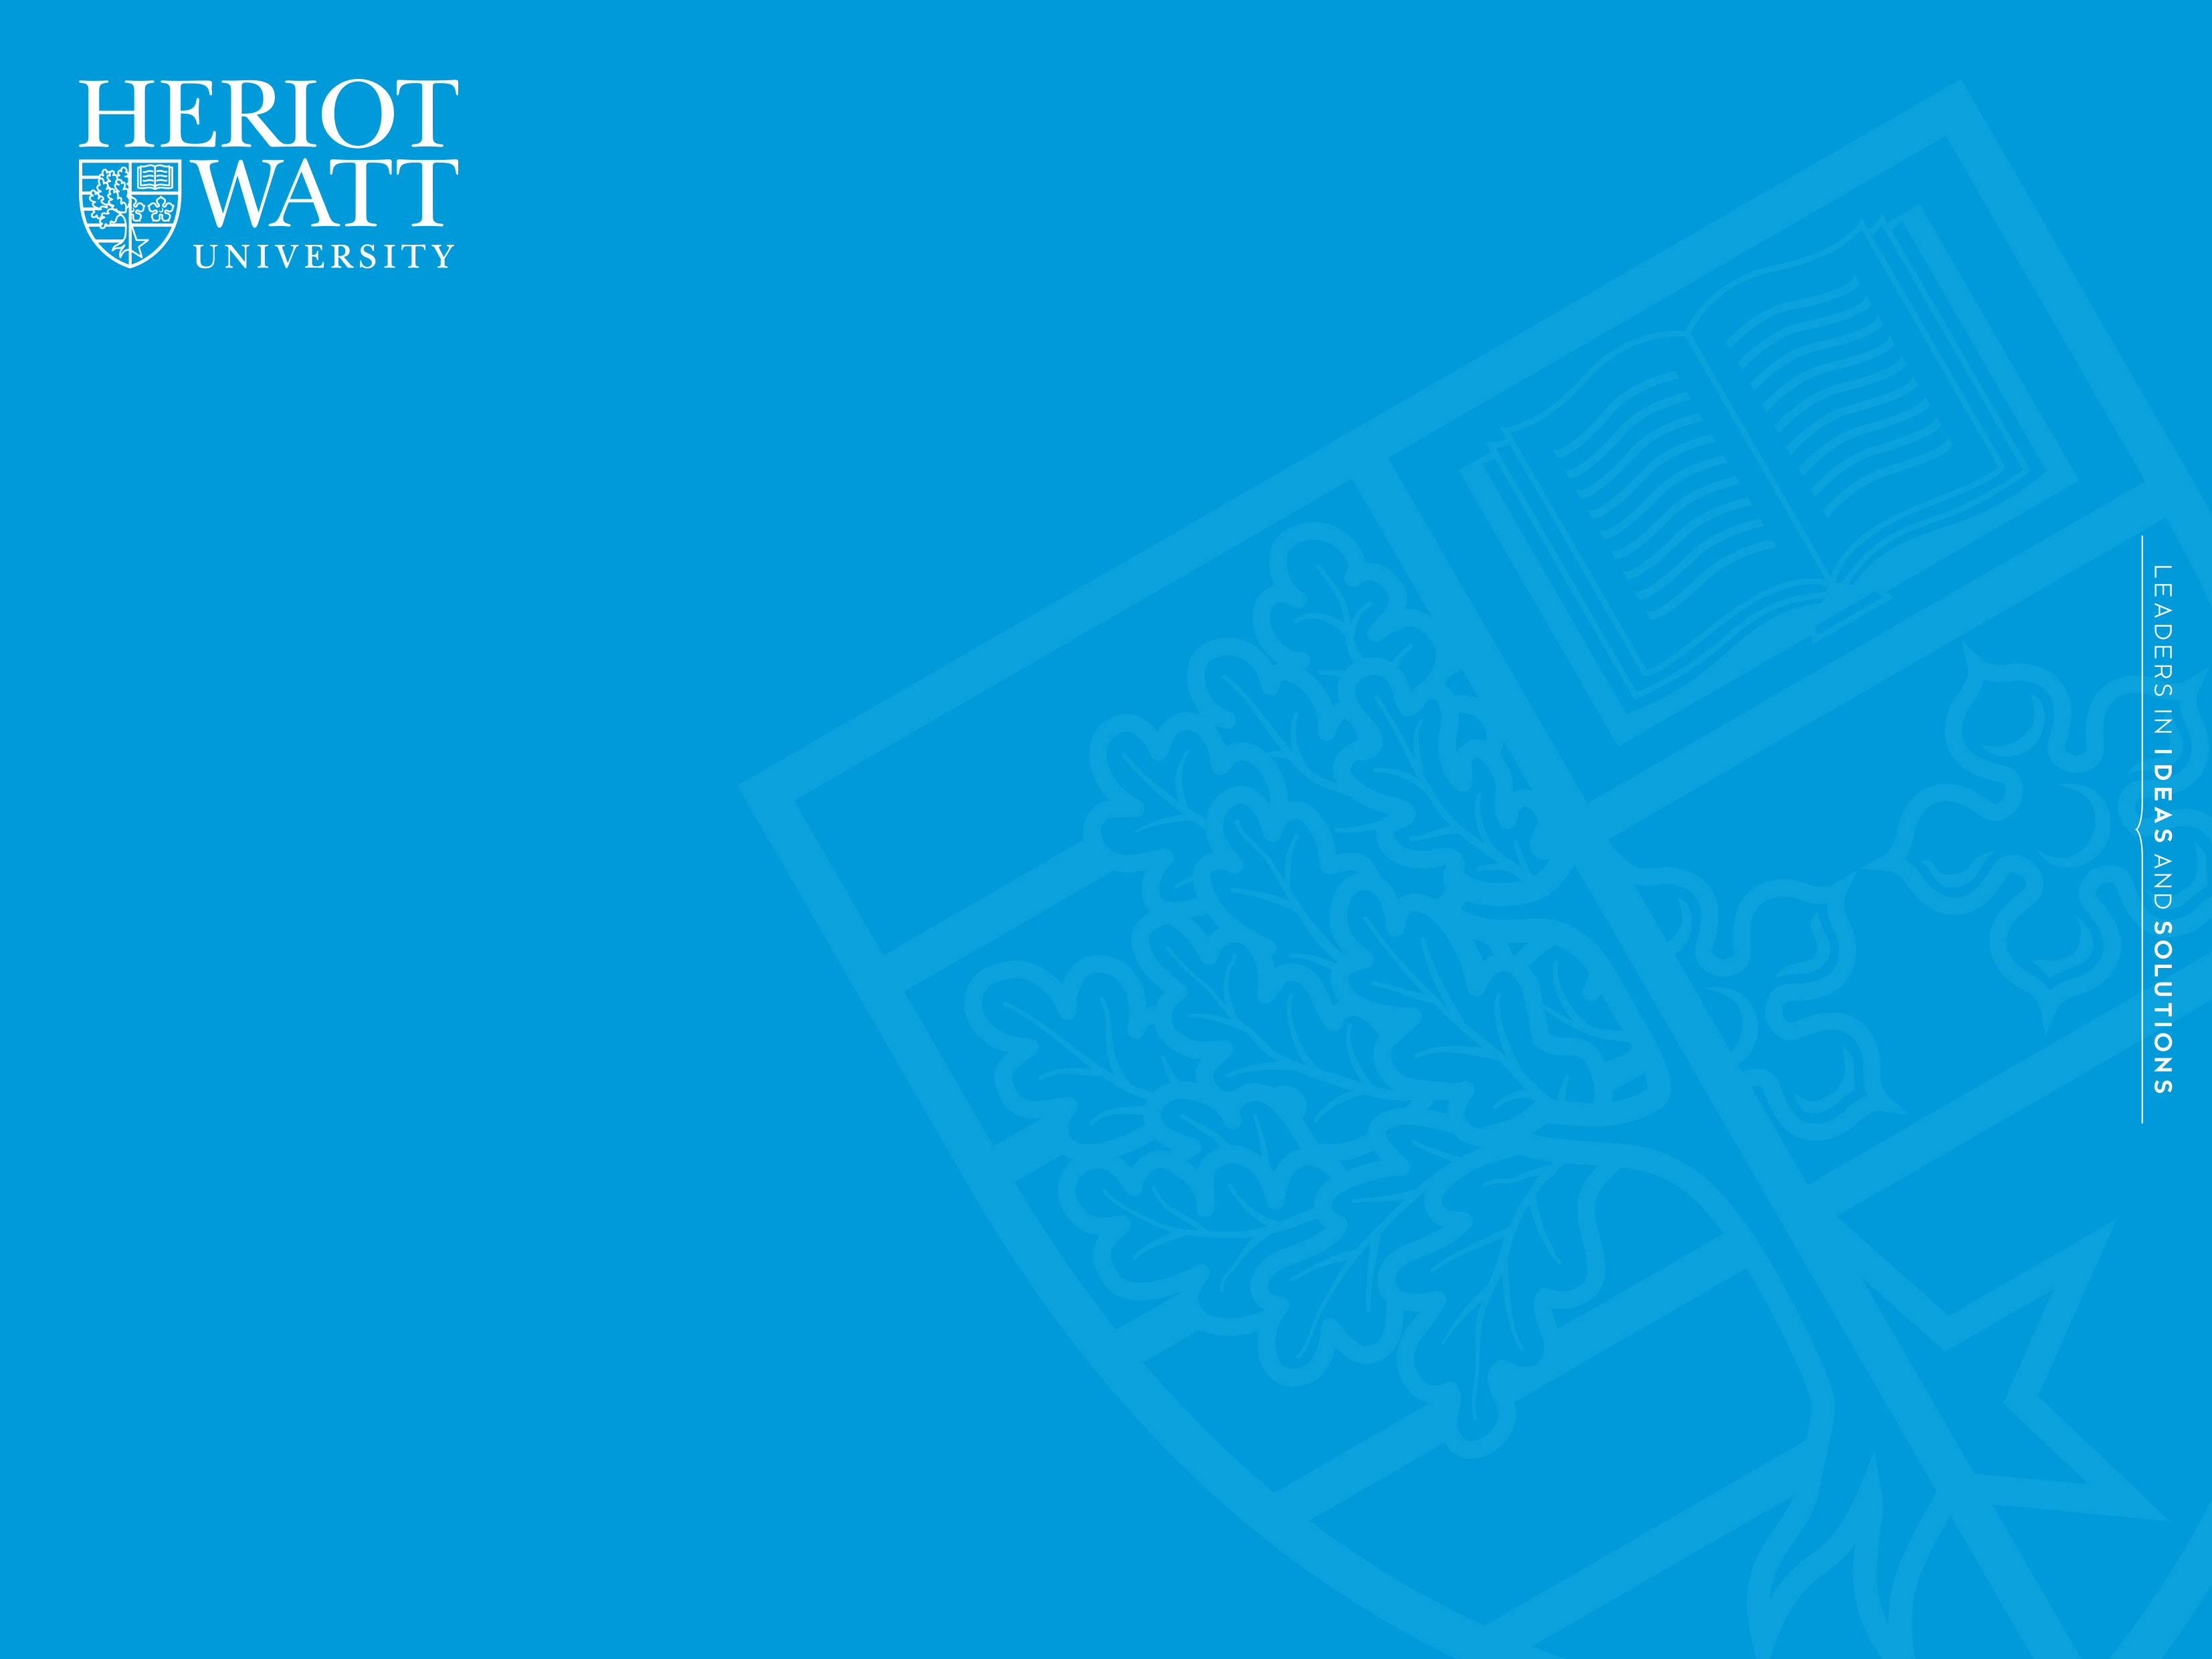 HERIOT
WATT
UNIVERSITY
LEADERS IN IDEAS AND SOLUTIONS